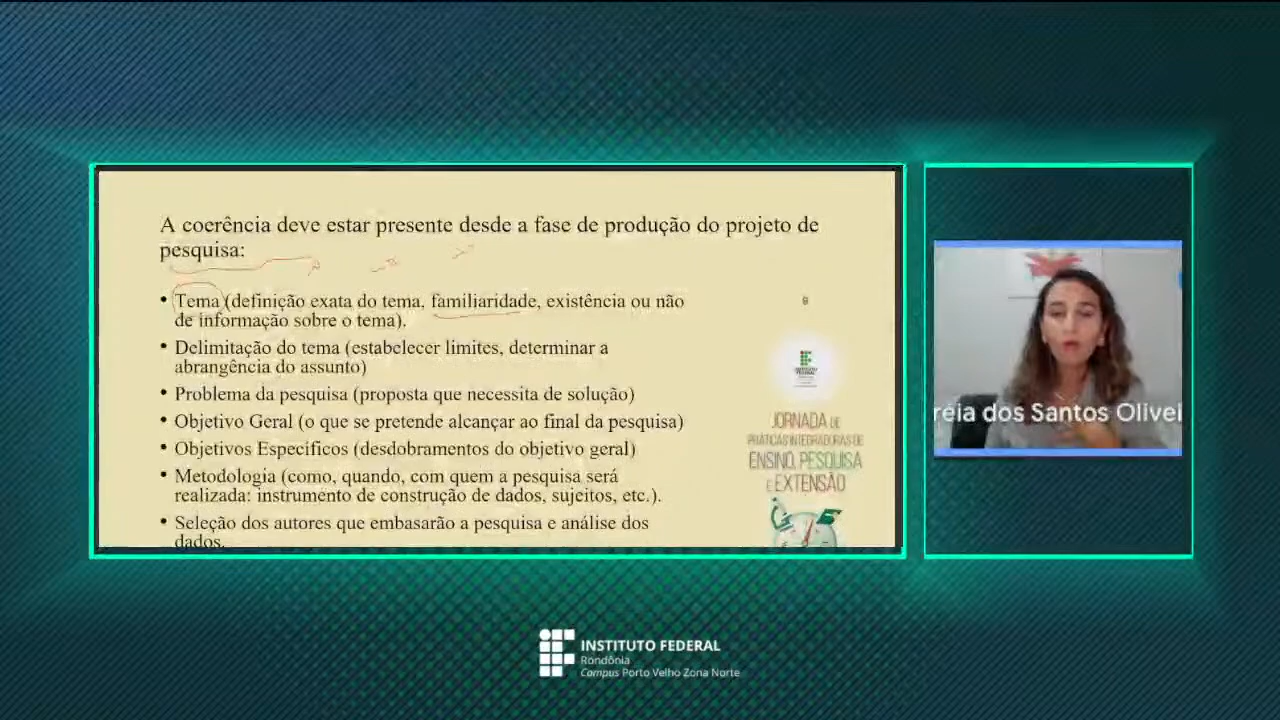 A coerência deve estar presente desde a fase de produção do projeto de
pesquisa:
• Tema (definição exata do tema, familiaridade, existência ou não
de informação sobre o tema).
• Delimitação do tema (estabelecer limites, determinar a
abrangência do assunto)
• Problema da pesquisa (proposta que necessita de solução)
• Objetivo Geral (o que se pretende alcançar ao final da pesquisa)
• Objetivos Específicos (desdobramentos do objetivo geral)
• Metodologia (como, quando, com quem a pesquisa será
realizada: instrumento de construção de dados, sujeitos, etc.).
• Seleção dos autores que embasarão a pesquisa e análise dos
dados.
9
INSTITUTO
FEDERAL
JORNADA DE
PRÁTICAS INTEGRADORAS DE
ENSINO, PESQUISA
E EXTENSÃO
réia dos Santos Olivei
INSTITUTO FEDERAL
Rondônia
Campus Porto Velho Zona Norte